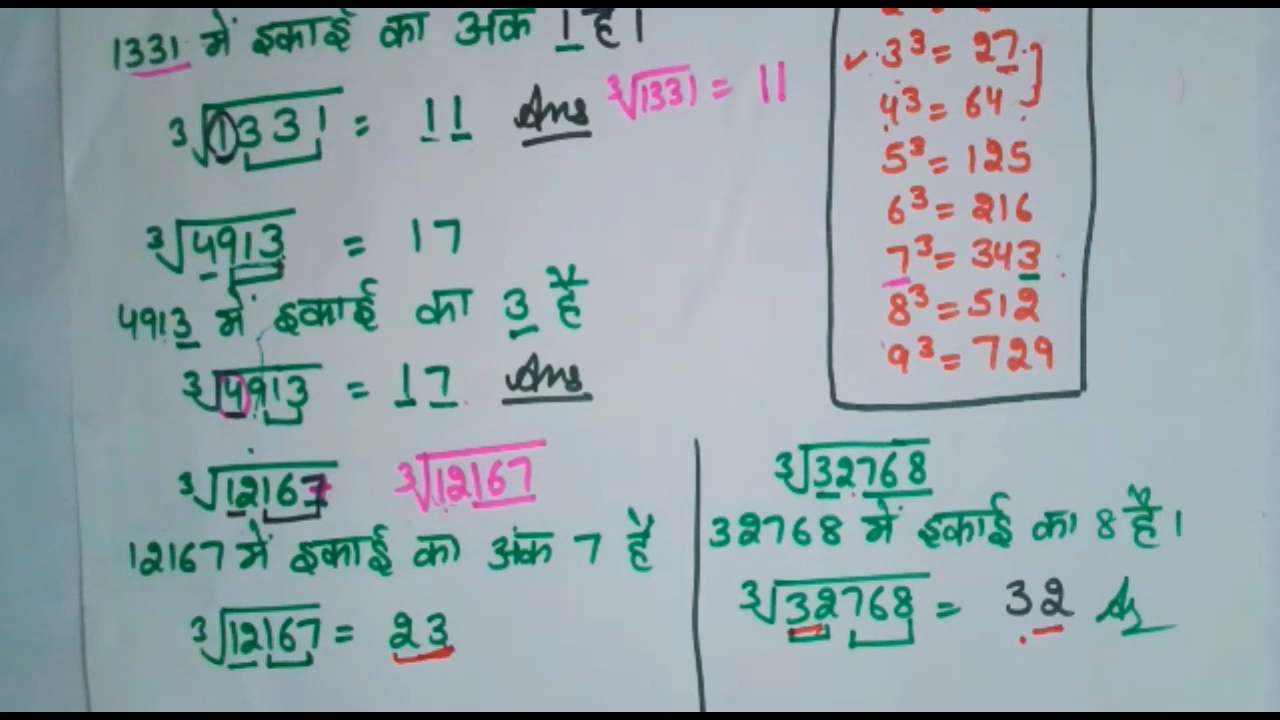 1331 में इकाई का अंक 1 है।
∛1331 = 11 Ans ∛1331 = 11
∛4913 = 17
4913 में इकाई का 3 है
∛4913 = 17 Ans
∛12167 ∛12167
12167 में इकाई का अंक 7 है
∛12167 = 23
3³ = 27
4³ = 64
5³ = 125
6³ = 216
7³ = 343
8³ = 512
9³ = 729
∛32768
32768 में इकाई का 8 है।
∛32768 = 32